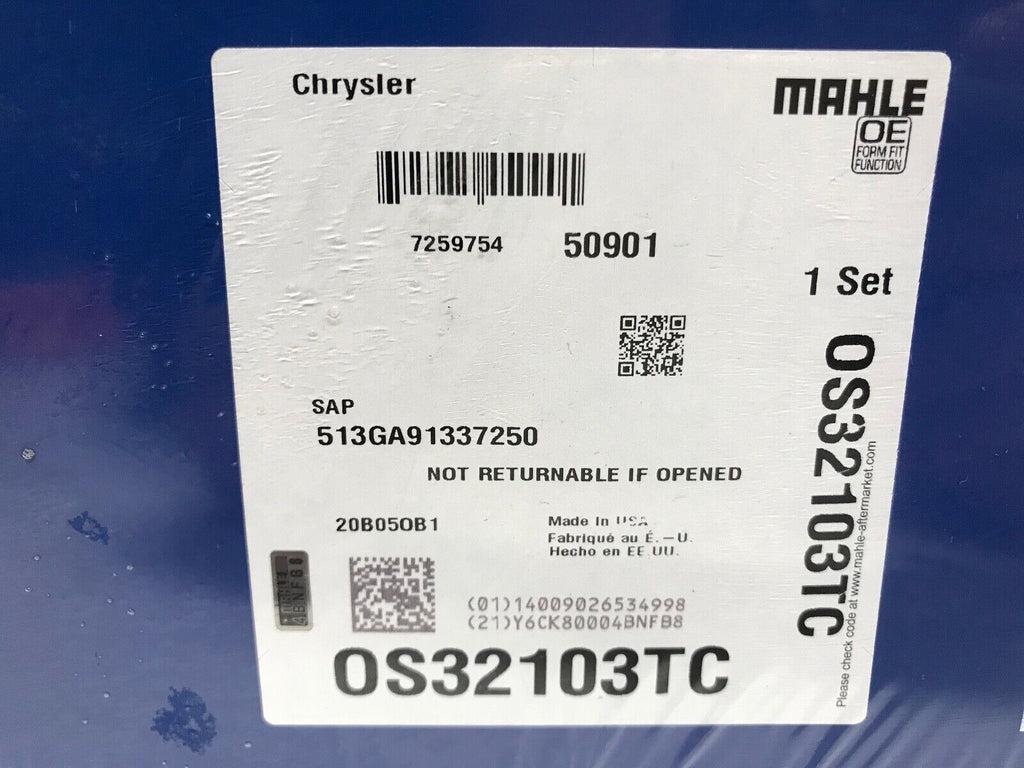 Chrysler
MAHLE
OE
FORM FIT
FUNCTION
7259754 50901
1 Set
SAP
513GA91337250
NOT RETURNABLE IF OPENED
20B05OB1
Made In USA
Fabriqué au É.–U.
Hecho en EE.UU.
4BNFB8
(01)14009026534998
(21)Y6CK80004BNFB8
OS32103TC
OS32103TC
Please check code at www.mahle-aftermarket.com